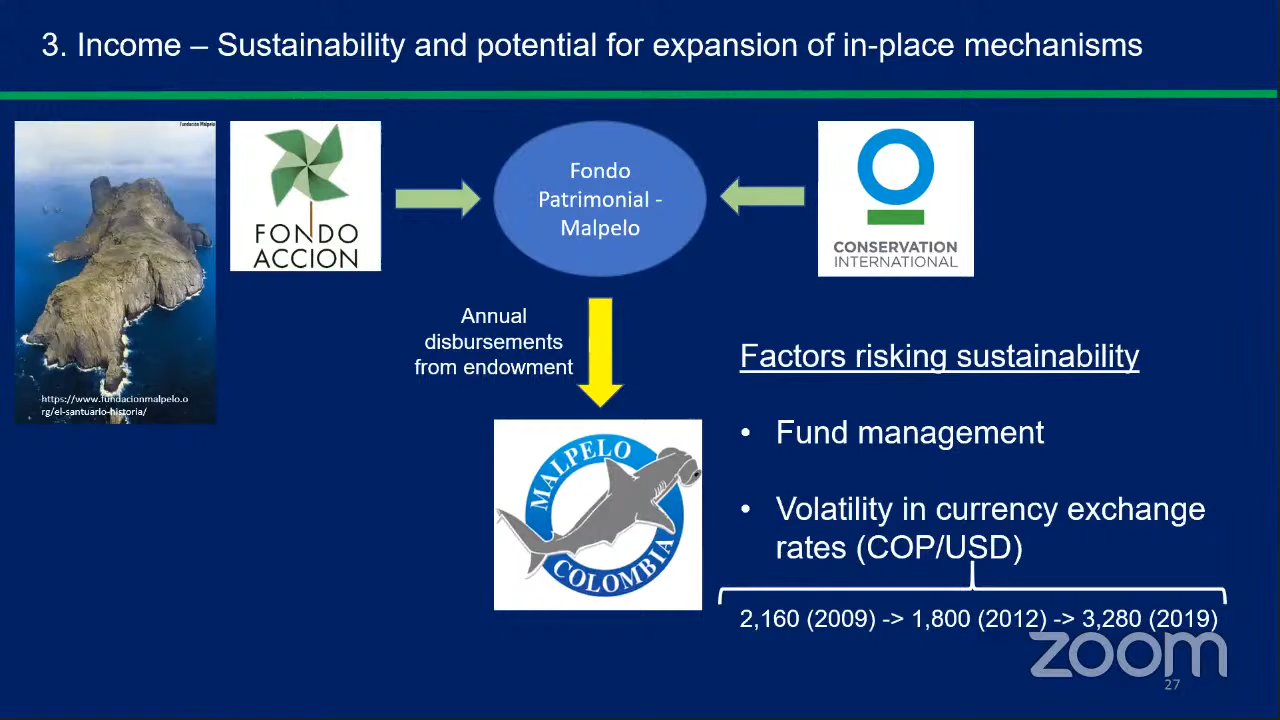 3. Income – Sustainability and potential for expansion of in-place mechanisms
Fundación Malpelo
https://www.fundacionmalpelo.o
rg/el-santuario-historia/
FONDO
ACCION
Fondo
Patrimonial -
Malpelo
CONSERVATION
INTERNATIONAL
Annual
disbursements
from endowment
MALPELO
COLOMBIA
Factors risking sustainability
• Fund management
• Volatility in currency exchange
rates (COP/USD)
2,160 (2009) -> 1,800 (2012) -> 3,280 (2019)
zoom
27